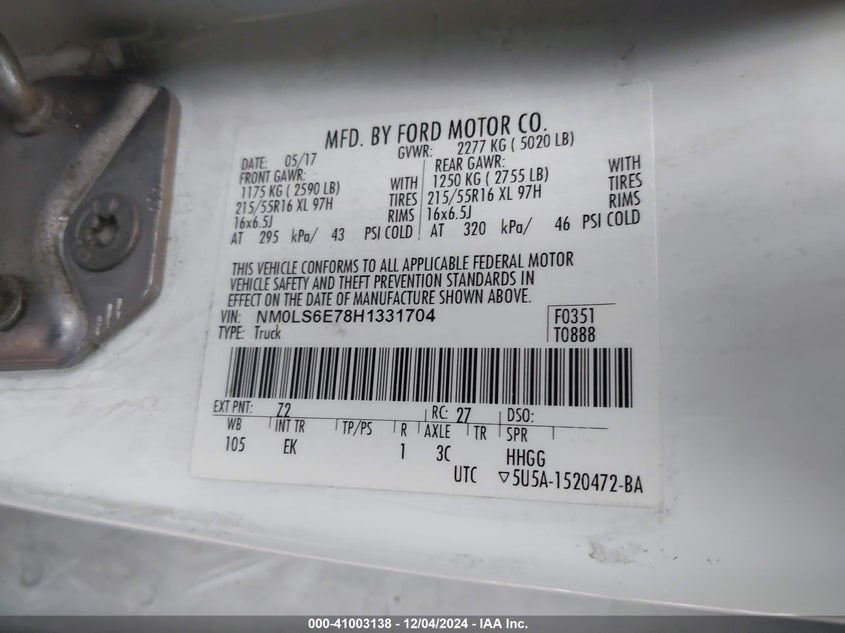 MFD. BY FORD MOTOR CO.
DATE: 05/17 GVWR: 2277 KG ( 5020 LB)
FRONT GAWR: WITH REAR GAWR: WITH
1175 KG ( 2590 LB) TIRES 1250 KG ( 2755 LB) TIRES
215/55R16 XL 97H RIMS 215/55R16 XL 97H RIMS
16x6.5J 16x6.5J
AT 295 kPa/ 43 PSI COLD AT 320 kPa/ 46 PSI COLD
THIS VEHICLE CONFORMS TO ALL APPLICABLE FEDERAL MOTOR
VEHICLE SAFETY AND THEFT PREVENTION STANDARDS IN
EFFECT ON THE DATE OF MANUFACTURE SHOWN ABOVE.
VIN: NM0LS6E78H1331704 F0351
TYPE: Truck T0888
EXT PNT: Z2 RC: 27 DSO:
WB INT TR TP/PS R AXLE TR SPR
105 EK 1 3C HHGG
UTC ▽5U5A-1520472-BA
000-41003138 - 12/04/2024 - IAA Inc.